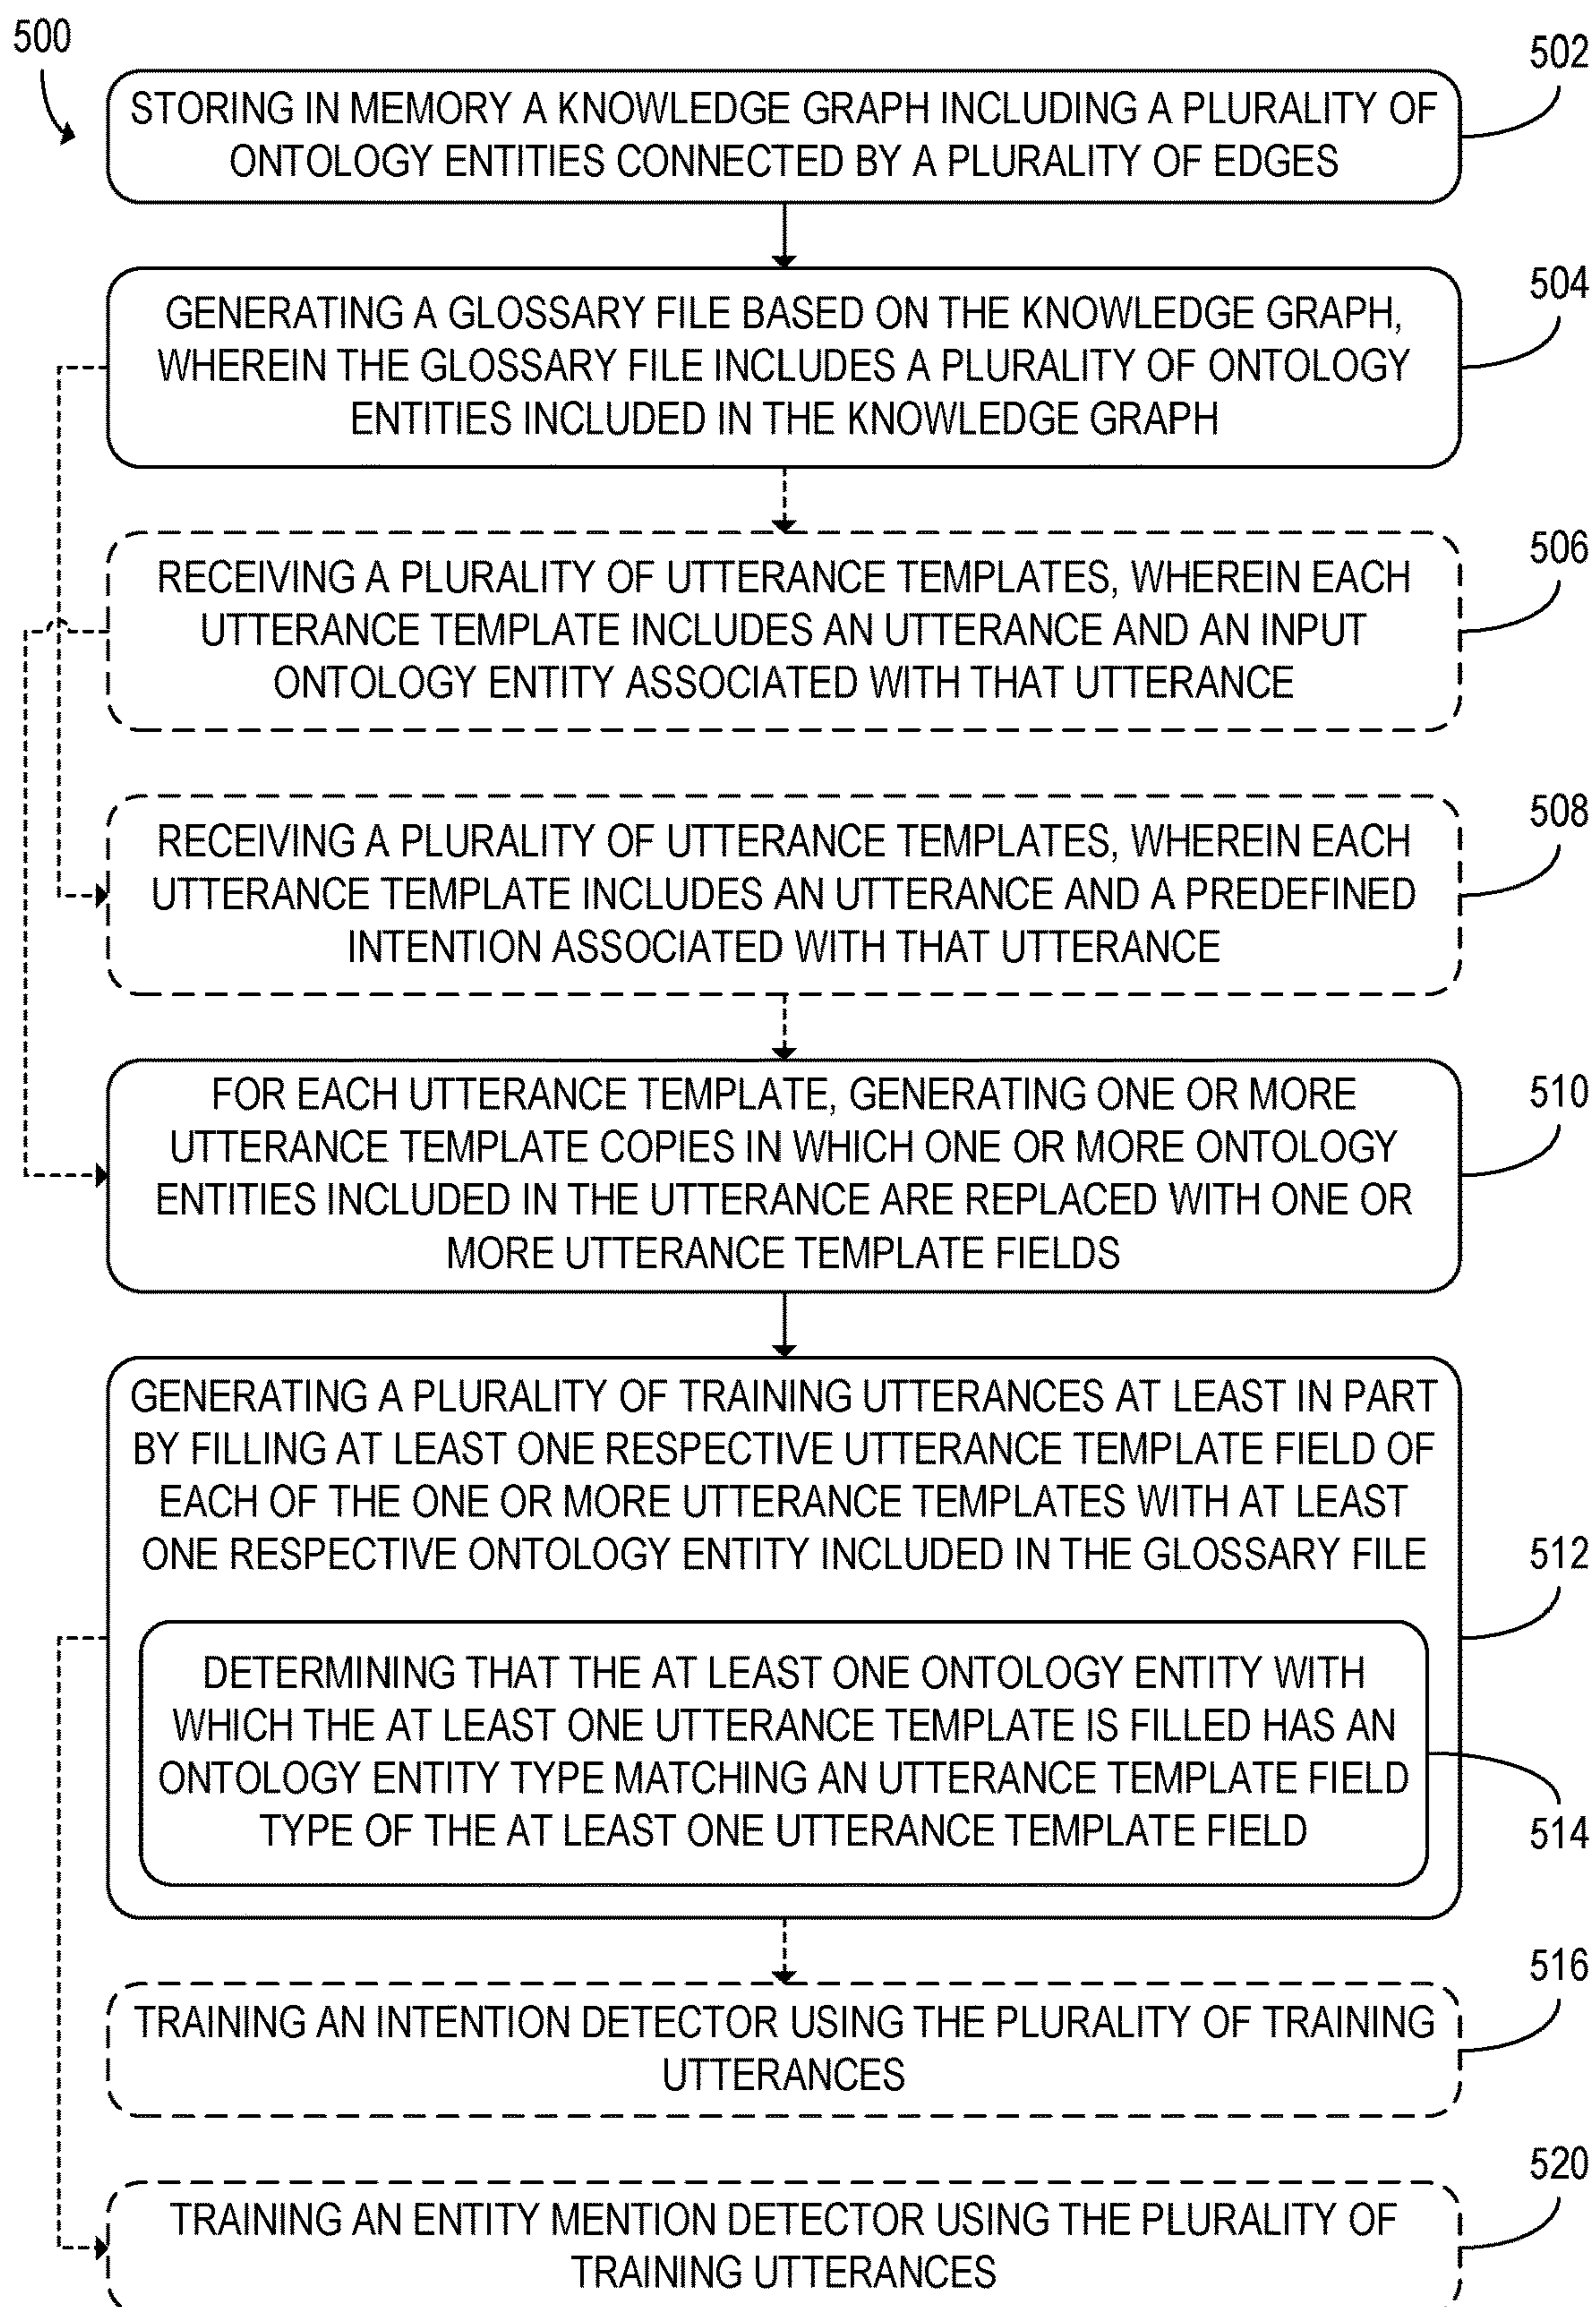 500
502
STORING IN MEMORY A KNOWLEDGE GRAPH INCLUDING A PLURALITY OF
ONTOLOGY ENTITIES CONNECTED BY A PLURALITY OF EDGES
504
GENERATING A GLOSSARY FILE BASED ON THE KNOWLEDGE GRAPH,
WHEREIN THE GLOSSARY FILE INCLUDES A PLURALITY OF ONTOLOGY
ENTITIES INCLUDED IN THE KNOWLEDGE GRAPH
506
RECEIVING A PLURALITY OF UTTERANCE TEMPLATES, WHEREIN EACH
UTTERANCE TEMPLATE INCLUDES AN UTTERANCE AND AN INPUT
ONTOLOGY ENTITY ASSOCIATED WITH THAT UTTERANCE
508
RECEIVING A PLURALITY OF UTTERANCE TEMPLATES, WHEREIN EACH
UTTERANCE TEMPLATE INCLUDES AN UTTERANCE AND A PREDEFINED
INTENTION ASSOCIATED WITH THAT UTTERANCE
510
FOR EACH UTTERANCE TEMPLATE, GENERATING ONE OR MORE
UTTERANCE TEMPLATE COPIES IN WHICH ONE OR MORE ONTOLOGY
ENTITIES INCLUDED IN THE UTTERANCE ARE REPLACED WITH ONE OR
MORE UTTERANCE TEMPLATE FIELDS
GENERATING A PLURALITY OF TRAINING UTTERANCES AT LEAST IN PART
BY FILLING AT LEAST ONE RESPECTIVE UTTERANCE TEMPLATE FIELD OF
EACH OF THE ONE OR MORE UTTERANCE TEMPLATES WITH AT LEAST
ONE RESPECTIVE ONTOLOGY ENTITY INCLUDED IN THE GLOSSARY FILE
512
DETERMINING THAT THE AT LEAST ONE ONTOLOGY ENTITY WITH
WHICH THE AT LEAST ONE UTTERANCE TEMPLATE IS FILLED HAS AN
ONTOLOGY ENTITY TYPE MATCHING AN UTTERANCE TEMPLATE FIELD
TYPE OF THE AT LEAST ONE UTTERANCE TEMPLATE FIELD
514
516
TRAINING AN INTENTION DETECTOR USING THE PLURALITY OF TRAINING
UTTERANCES
520
TRAINING AN ENTITY MENTION DETECTOR USING THE PLURALITY OF
TRAINING UTTERANCES